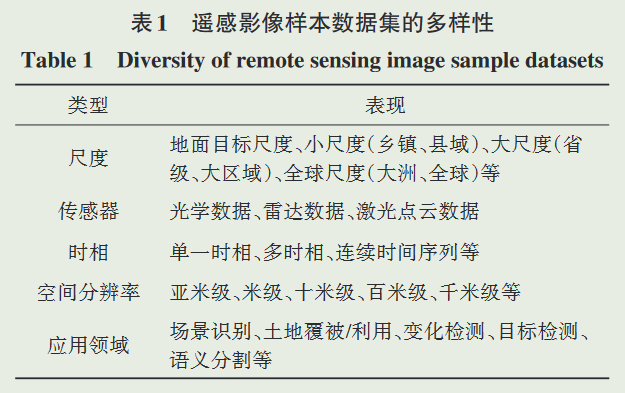 表1 遥感影像样本数据集的多样性
Table 1 Diversity of remote sensing image sample datasets
类型 表现
尺度 地面目标尺度、小尺度(乡镇、县域)、大尺度(省
级、大区域)、全球尺度(大洲、全球)等
传感器 光学数据、雷达数据、激光点云数据
时相 单一时相、多时相、连续时间序列等
空间分辨率 亚米级、米级、十米级、百米级、千米级等
应用领域 场景识别、土地覆被/利用、变化检测、目标检测、
语义分割等